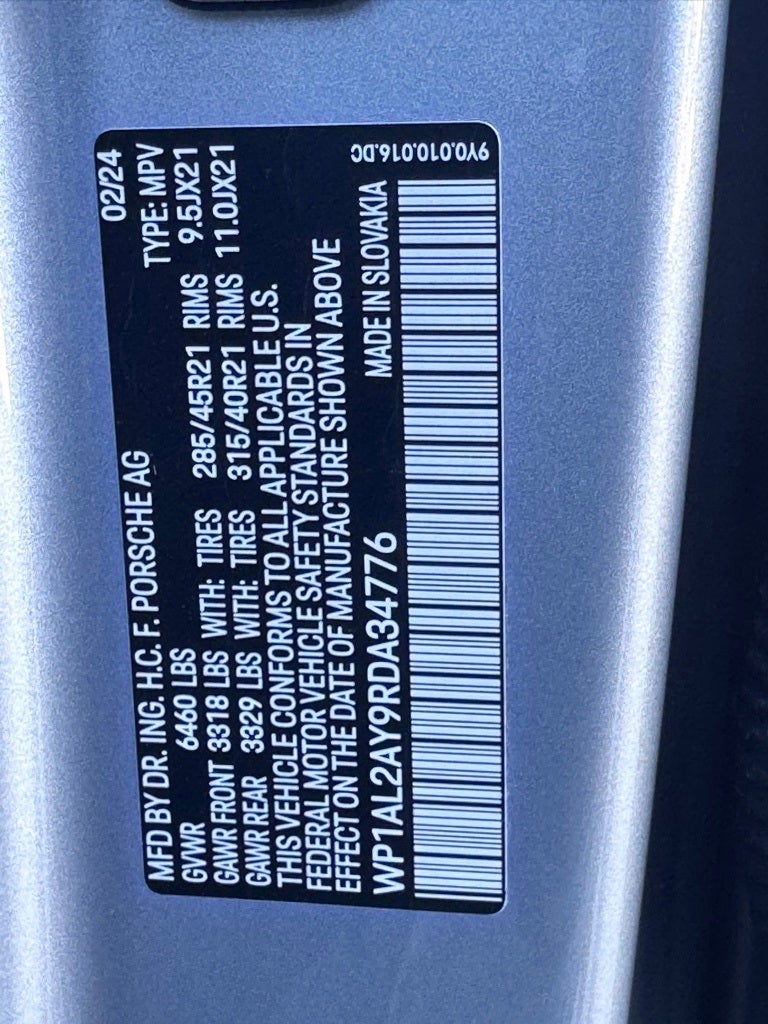 MFD BY DR. ING. H.C. F. PORSCHE AG 02/24
GVWR 6460 LBS TYPE: MPV
GAWR FRONT 3318 LBS WITH: TIRES 285/45R21 RIMS 9.5JX21
GAWR REAR 3329 LBS WITH: TIRES 315/40R21 RIMS 11.0JX21
THIS VEHICLE CONFORMS TO ALL APPLICABLE U.S.
FEDERAL MOTOR VEHICLE SAFETY STANDARDS IN
EFFECT ON THE DATE OF MANUFACTURE SHOWN ABOVE
WP1AL2AY9RDA34776 MADE IN SLOVAKIA
9Y0.010.016.DC